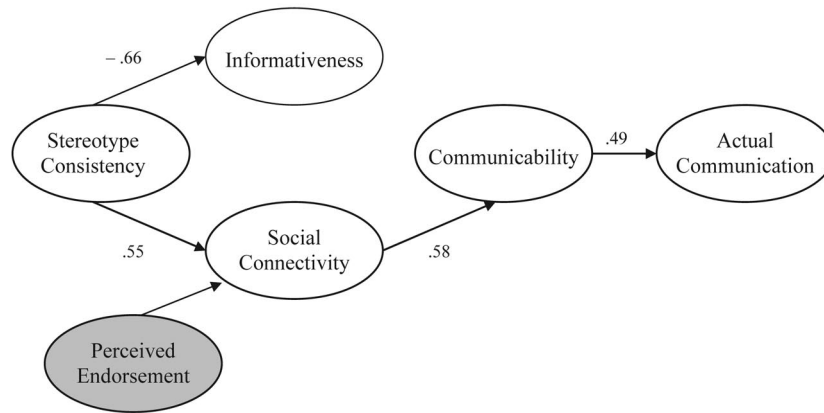 – .66
Informativeness
Stereotype
Consistency
Communicability
.49
Actual
Communication
.55
Social
Connectivity
.58
Perceived
Endorsement